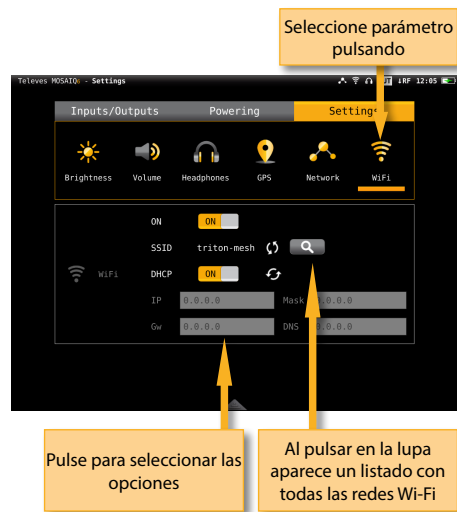 Seleccione parámetro
pulsando
Televes MOSAIQ6 - Settings
IRF 12:05
Inputs/Outputs Powering Settings
Brightness Volume Headphones GPS Network WiFi
ON ON
SSID triton-mesh
WiFi DHCP ON
IP 0.0.0.0 Mask 0.0.0.0
Gw 0.0.0.0 DNS 0.0.0.0
Pulse para seleccionar las
opciones
Al pulsar en la lupa
aparece un listado con
todas las redes Wi-Fi